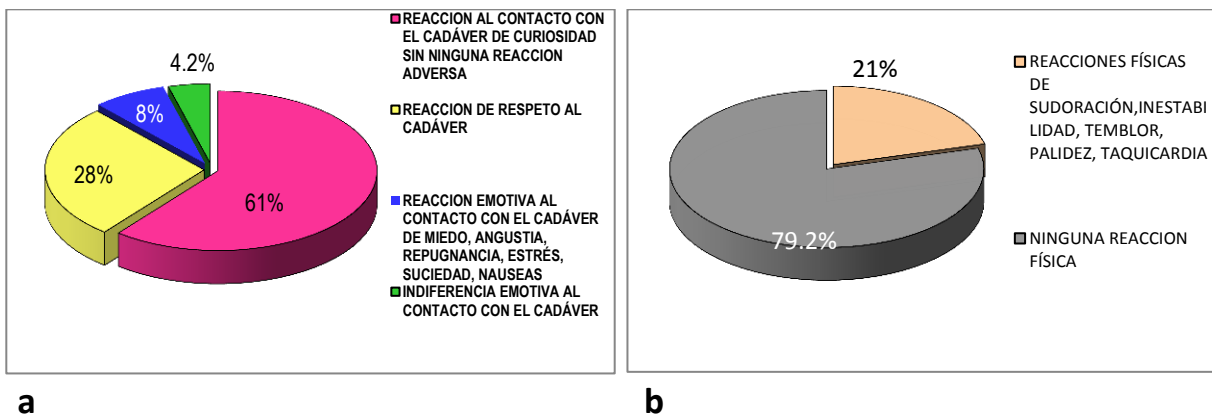 REACCION AL CONTACTO CON
EL CADÁVER DE CURIOSIDAD
SIN NINGUNA REACCION
ADVERSA
REACCION DE RESPETO AL
CADÁVER
REACCION EMOTIVA AL
CONTACTO CON EL CADÁVER
DE MIEDO, ANGUSTIA,
REPUGNANCIA, ESTRÉS,
SUCIEDAD, NAUSEAS
INDIFERENCIA EMOTIVA AL
CONTACTO CON EL CADÁVER
4.2%
8%
28%
61%
a
21%
79.2%
REACCIONES FÍSICAS
DE
SUDORACIÓN,INESTABI
LIDAD, TEMBLOR,
PALIDEZ, TAQUICARDIA
NINGUNA REACCION
FÍSICA
b